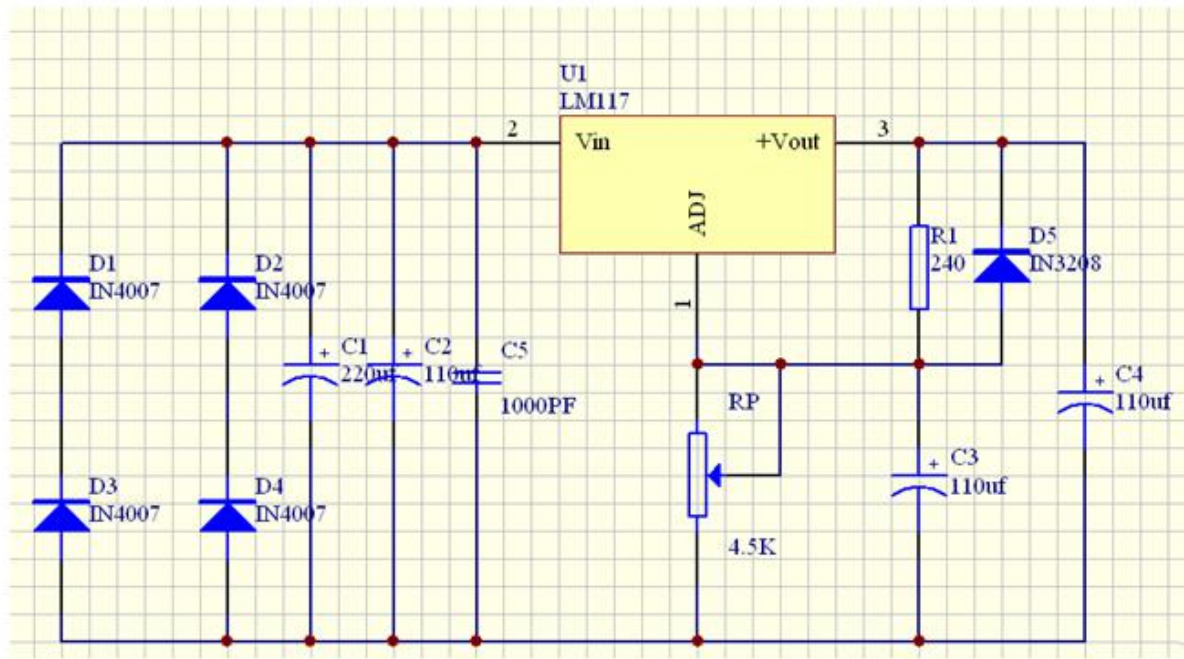 U1
LM117
2
Vin
+Vout
3
ADJ
1
D1
IN4007
D2
IN4007
R1
240
D5
IN3208
C1
220uf
C2
110uf
C5
1000PF
RP
4.5K
C4
110uf
C3
110uf
D3
IN4007
D4
IN4007